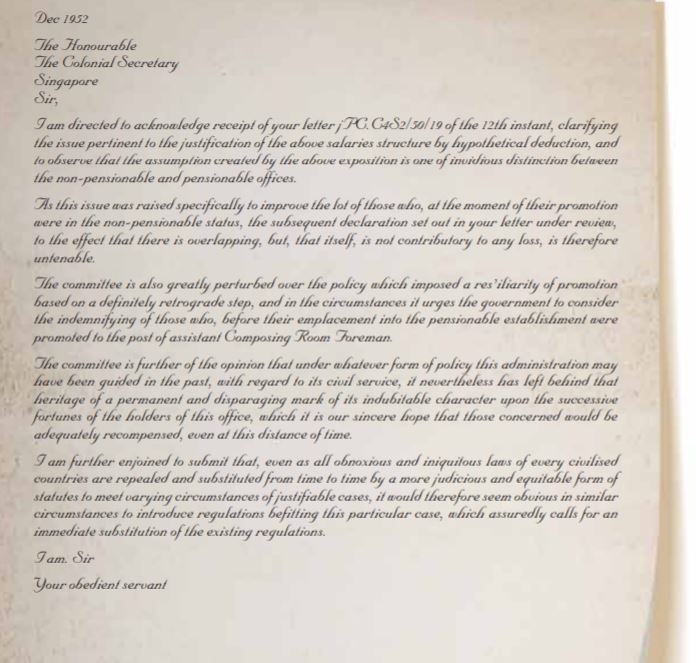 Dec 1952
The Honourable
The Colonial Secretary
Singapore
Sir,
I am directed to acknowledge receipt of your letter j'PC. C4S2/50/19 of the 12th instant, clarifying
the issue pertinent to the justification of the above salaries structure by hypothetical deduction, and
to observe that the assumption created by the above exposition is one of invidious distinction between
the non-pensionable and pensionable offices.
As this issue was raised specifically to improve the lot of those who, at the moment of their promotion
were in the non-pensionable status, the subsequent declaration set out in your letter under review,
to the effect that there is overlapping, but, that itself, is not contributory to any loss, is therefore
untenable.
The committee is also greatly perturbed over the policy which imposed a res'iliarity of promotion
based on a definitely retrograde step, and in the circumstances it urges the government to consider
the indemnifying of those who, before their emplacement into the pensionable establishment were
promoted to the post of assistant Composing Room Foreman.
The committee is further of the opinion that under whatever form of policy this administration may
have been guided in the past, with regard to its civil service, it nevertheless has left behind that
heritage of a permanent and disparaging mark of its indubitable character upon the successive
fortunes of the holders of this office, which it is our sincere hope that those concerned would be
adequately recompensed, even at this distance of time.
I am further enjoined to submit that, even as all obnoxious and iniquitous laws of every civilised
countries are repealed and substituted from time to time by a more judicious and equitable form of
statutes to meet varying circumstances of justifiable cases, it would therefore seem obvious in similar
circumstances to introduce regulations befitting this particular case, which assuredly calls for an
immediate substitution of the existing regulations.
I am. Sir
Your obedient servant